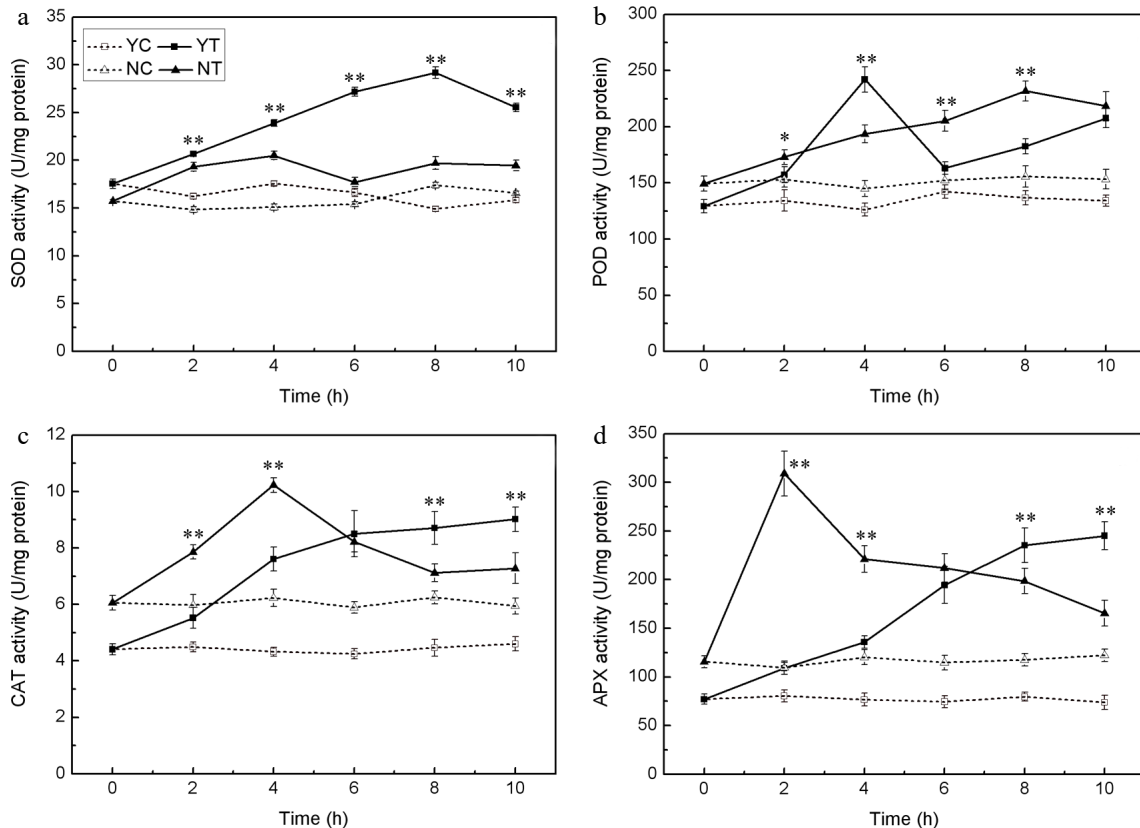 a
35
30
25
20
15
10
5
0
SOD activity (U/mg protein)
YC YT
NC NT
**
**
**
**
**
0 2 4 6 8 10
Time (h)
b
300
250
200
150
100
50
0
POD activity (U/mg protein)
*
**
**
**
0 2 4 6 8 10
Time (h)
c
12
10
8
6
4
2
0
CAT activity (U/mg protein)
**
**
**
**
0 2 4 6 8 10
Time (h)
d
350
300
250
200
150
100
50
0
APX activity (U/mg protein)
**
**
**
**
0 2 4 6 8 10
Time (h)